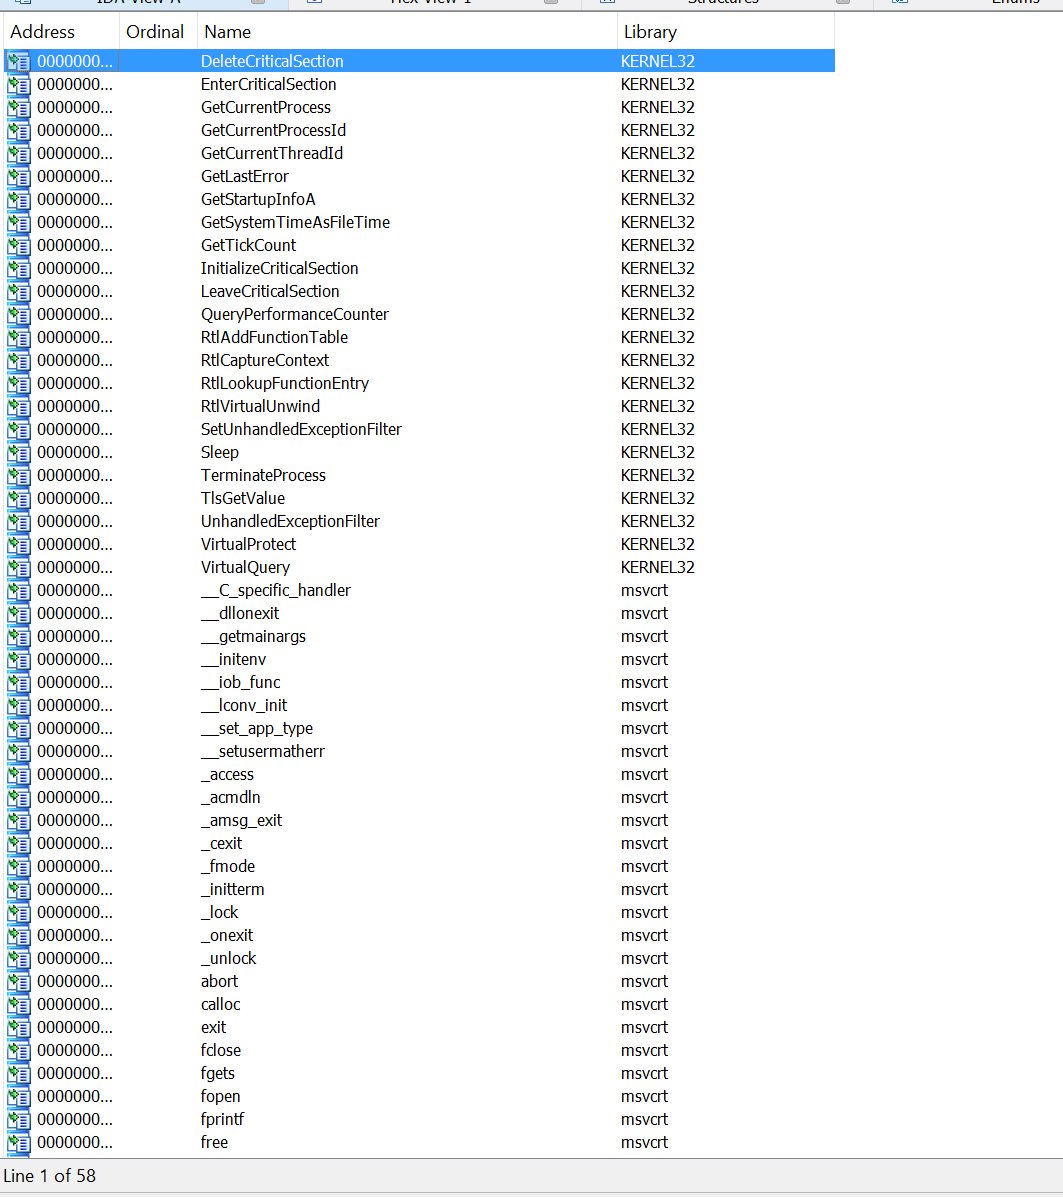 IDA View-A Hex View-1 Structures Enums
Address Ordinal Name Library
0000000... DeleteCriticalSection KERNEL32
0000000... EnterCriticalSection KERNEL32
0000000... GetCurrentProcess KERNEL32
0000000... GetCurrentProcessId KERNEL32
0000000... GetCurrentThreadId KERNEL32
0000000... GetLastError KERNEL32
0000000... GetStartupInfoA KERNEL32
0000000... GetSystemTimeAsFileTime KERNEL32
0000000... GetTickCount KERNEL32
0000000... InitializeCriticalSection KERNEL32
0000000... LeaveCriticalSection KERNEL32
0000000... QueryPerformanceCounter KERNEL32
0000000... RtlAddFunctionTable KERNEL32
0000000... RtlCaptureContext KERNEL32
0000000... RtlLookupFunctionEntry KERNEL32
0000000... RtlVirtualUnwind KERNEL32
0000000... SetUnhandledExceptionFilter KERNEL32
0000000... Sleep KERNEL32
0000000... TerminateProcess KERNEL32
0000000... TlsGetValue KERNEL32
0000000... UnhandledExceptionFilter KERNEL32
0000000... VirtualProtect KERNEL32
0000000... VirtualQuery KERNEL32
0000000... __C_specific_handler msvcrt
0000000... __dllonexit msvcrt
0000000... __getmainargs msvcrt
0000000... __initenv msvcrt
0000000... __iob_func msvcrt
0000000... __lconv_init msvcrt
0000000... __set_app_type msvcrt
0000000... __setusermatherr msvcrt
0000000... _access msvcrt
0000000... _acmdln msvcrt
0000000... _amsg_exit msvcrt
0000000... _cexit msvcrt
0000000... _fmode msvcrt
0000000... _initterm msvcrt
0000000... _lock msvcrt
0000000... _onexit msvcrt
0000000... _unlock msvcrt
0000000... abort msvcrt
0000000... calloc msvcrt
0000000... exit msvcrt
0000000... fclose msvcrt
0000000... fgets msvcrt
0000000... fopen msvcrt
0000000... fprintf msvcrt
0000000... free msvcrt
Line 1 of 58